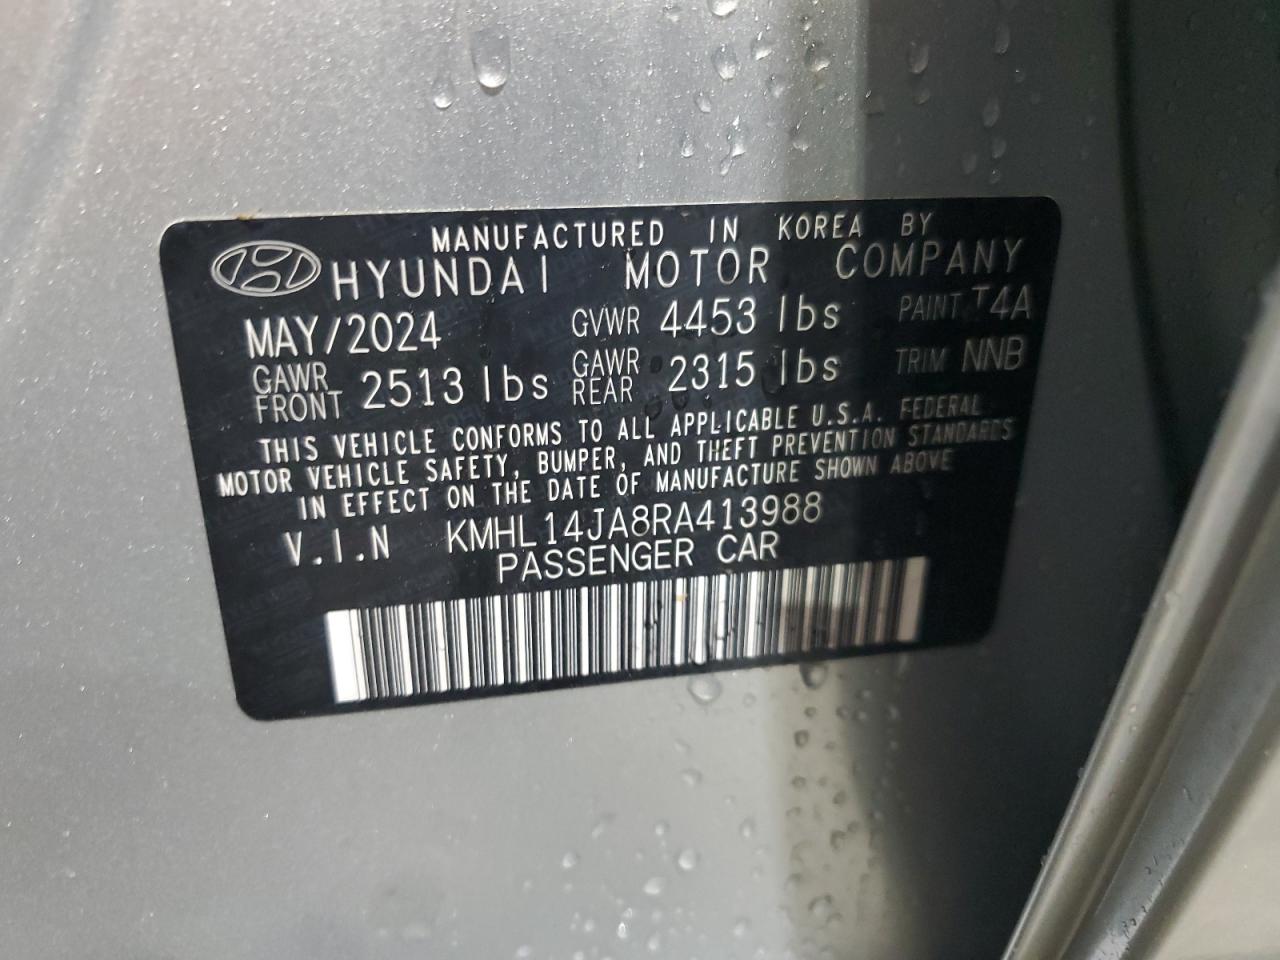 MANUFACTURED IN KOREA BY
HYUNDAI MOTOR COMPANY
MAY/2024 GVWR 4453 lbs PAINT T4A
GAWR FRONT 2513 lbs GAWR REAR 2315 lbs TRIM NNB
THIS VEHICLE CONFORMS TO ALL APPLICABLE U.S.A. FEDERAL
MOTOR VEHICLE SAFETY, BUMPER, AND THEFT PREVENTION STANDARDS
IN EFFECT ON THE DATE OF MANUFACTURE SHOWN ABOVE
V.I.N KMHL14JA8RA413988
PASSENGER CAR